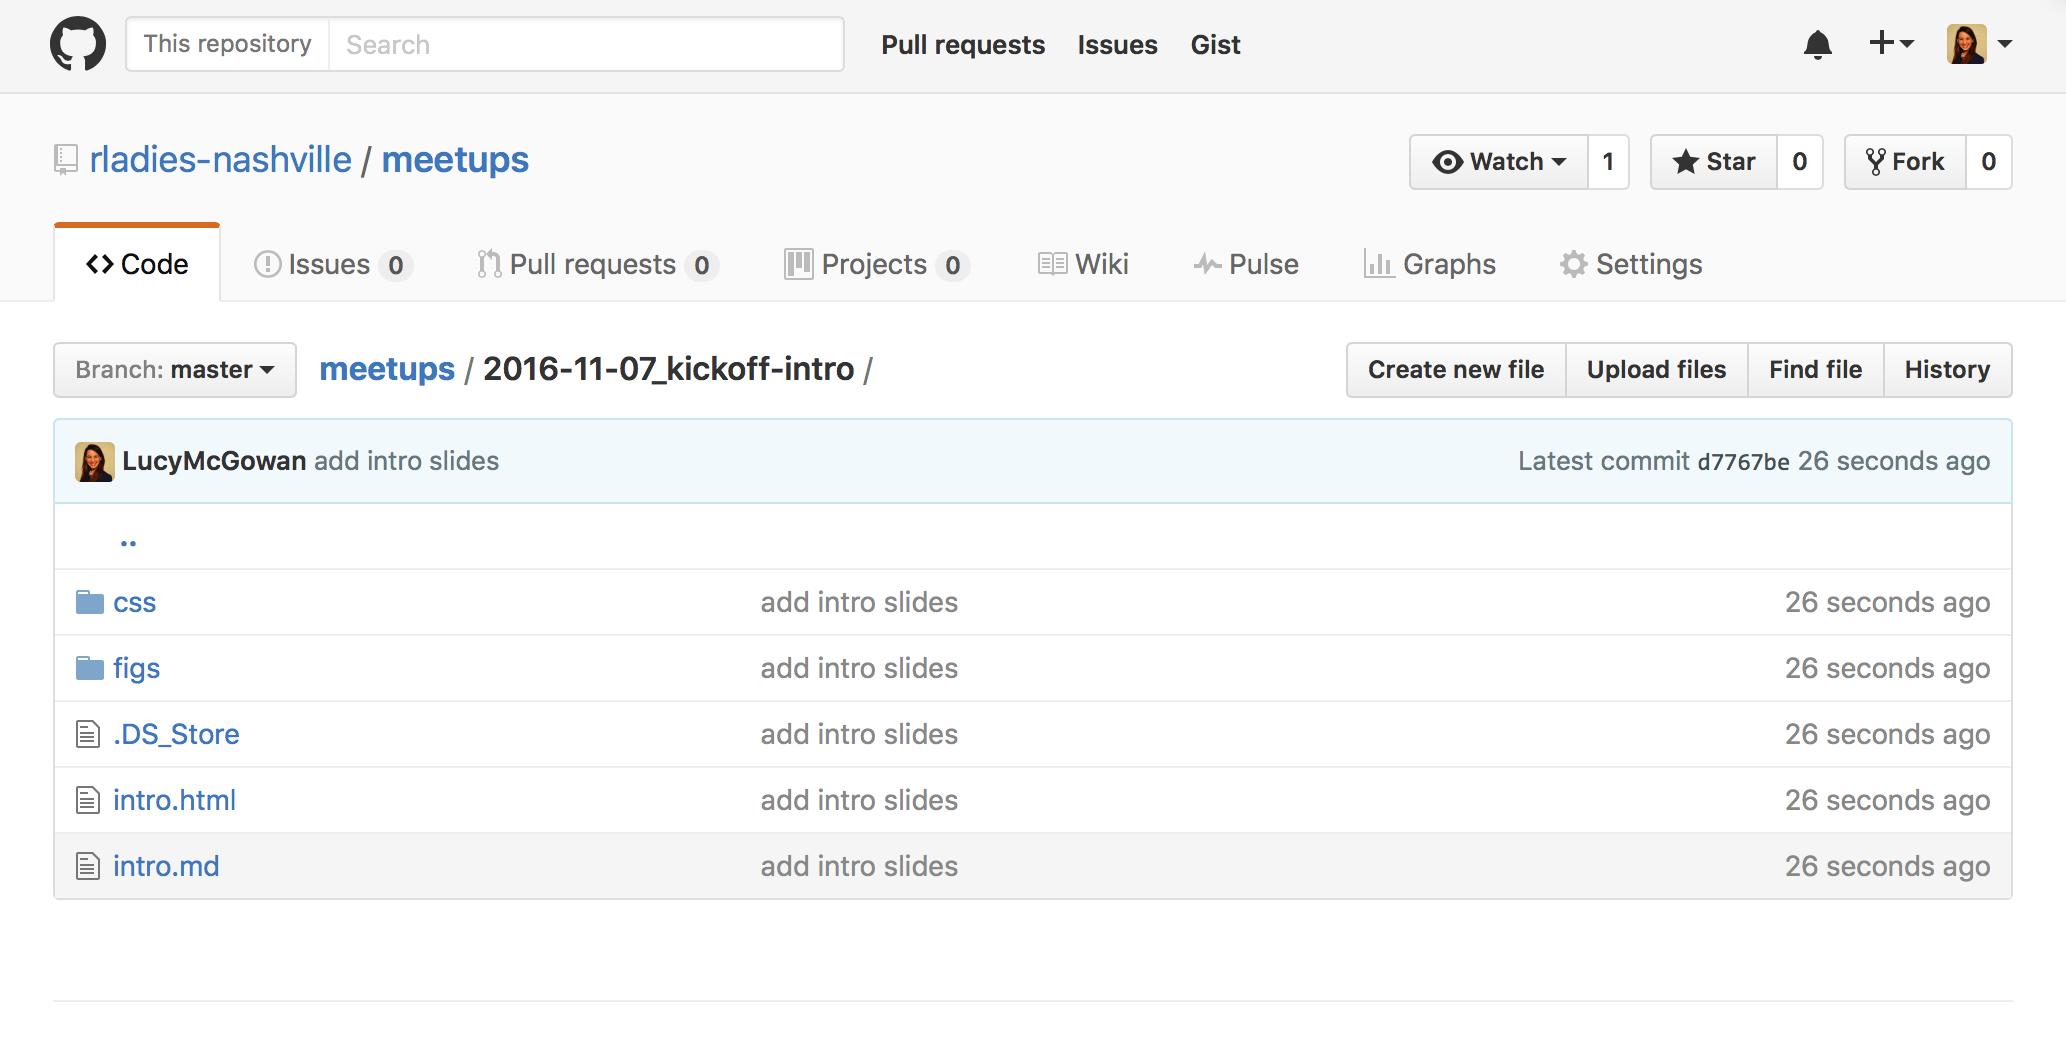 This repository Search Pull requests Issues Gist
rladies-nashville / meetups Watch 1 Star 0 Fork 0
Code Issues 0 Pull requests 0 Projects 0 Wiki Pulse Graphs Settings
Branch: master meetups / 2016-11-07_kickoff-intro / Create new file Upload files Find file History
LucyMcGowan add intro slides Latest commit d7767be 26 seconds ago
..
css add intro slides 26 seconds ago
figs add intro slides 26 seconds ago
.DS_Store add intro slides 26 seconds ago
intro.html add intro slides 26 seconds ago
intro.md add intro slides 26 seconds ago